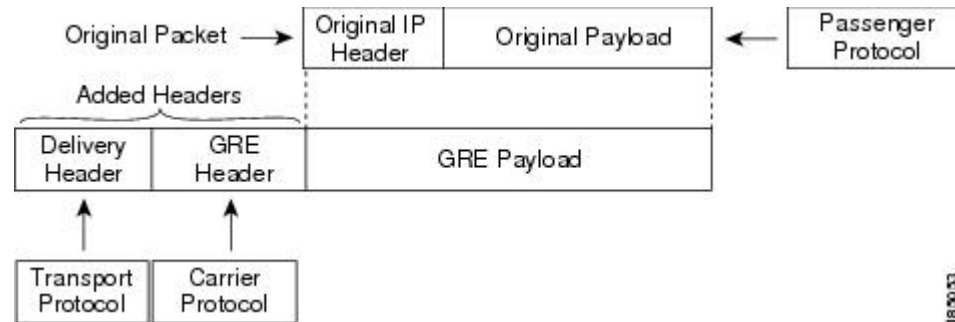 Original Packet
Original IP
Header
Original Payload
Passenger
Protocol
Added Headers
Delivery
Header
GRE
Header
GRE Payload
Transport
Protocol
Carrier
Protocol
185953